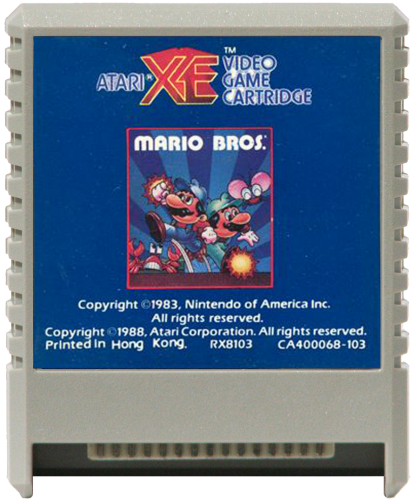 ATARI® XE™ VIDEO
GAME
CARTRIDGE
MARIO BROS.™
Copyright ©1983, Nintendo of America Inc.
All rights reserved.
Copyright ©1988, Atari Corporation. All rights reserved.
Printed in Hong Kong. RX8103 CA400068-103